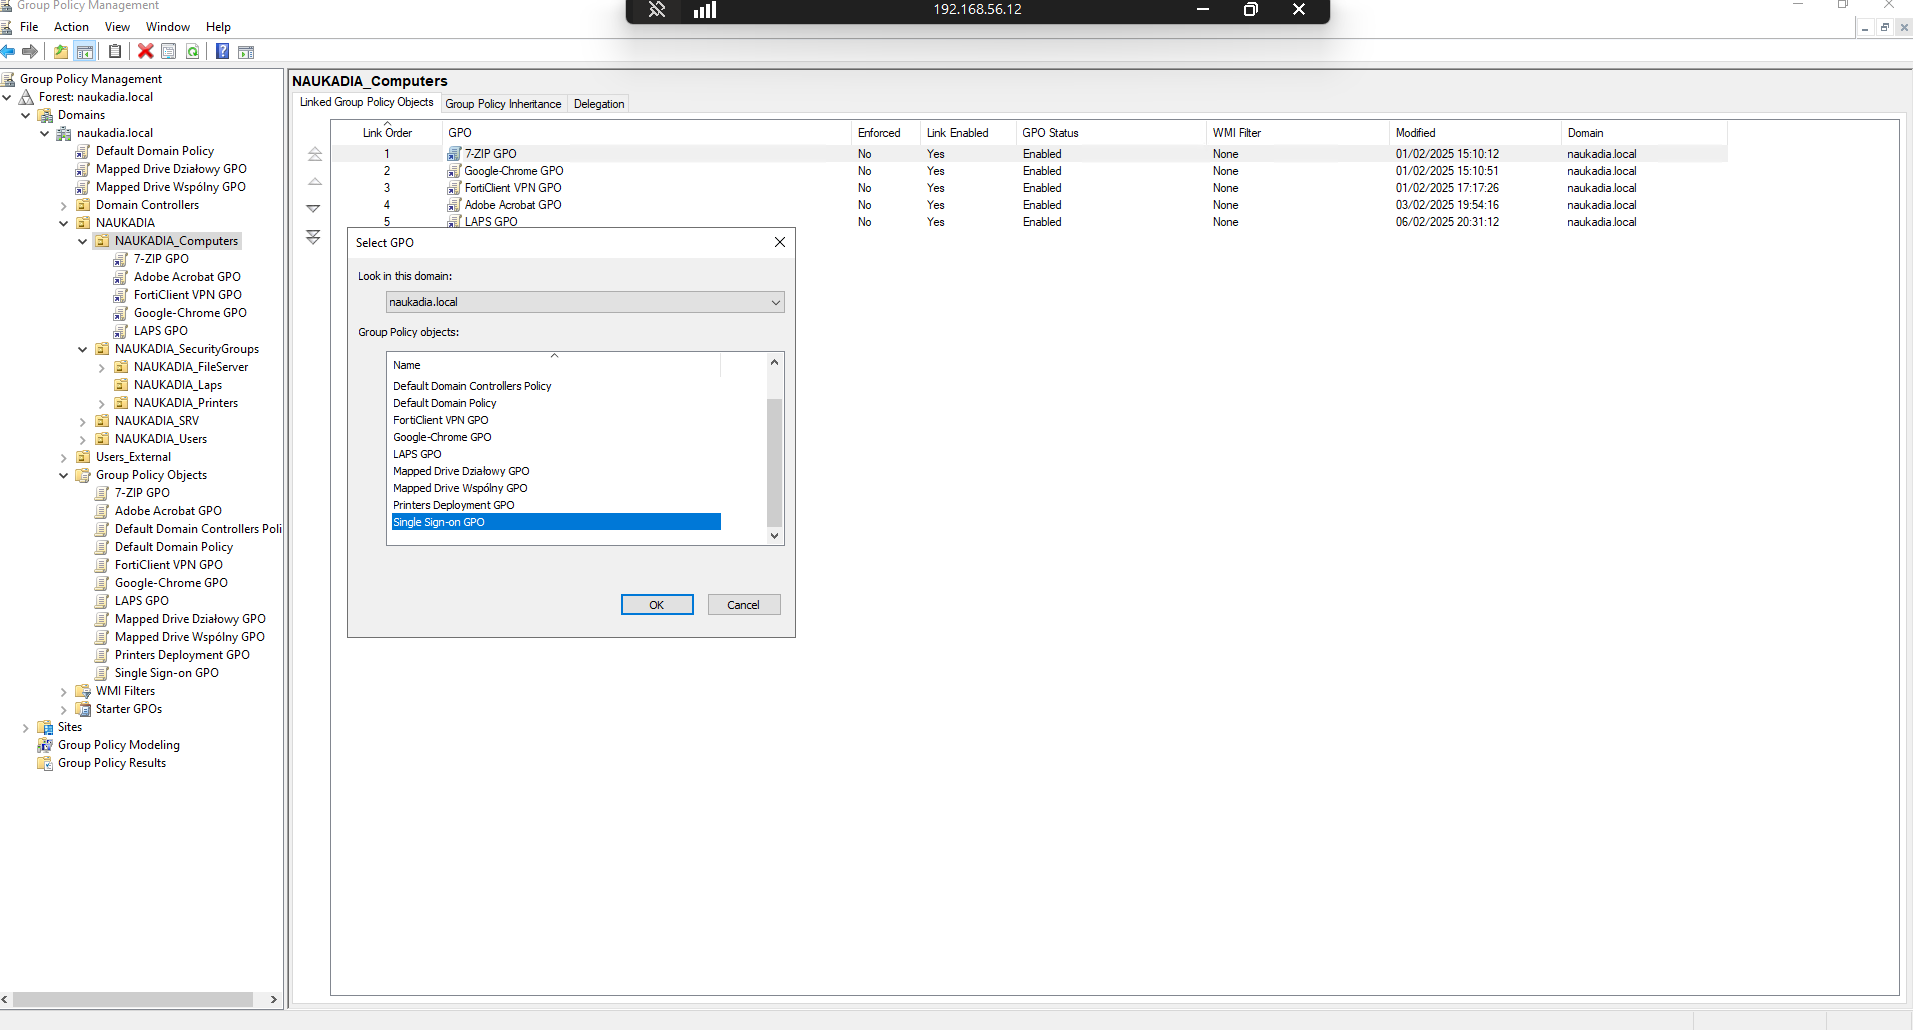 Group Policy Management
192.168.56.12
File Action View Window Help
Group Policy Management
Forest: naukadia.local
Domains
naukadia.local
Default Domain Policy
Mapped Drive Działowy GPO
Mapped Drive Wspólny GPO
Domain Controllers
NAUKADIA
NAUKADIA_Computers
7-ZIP GPO
Adobe Acrobat GPO
FortiClient VPN GPO
Google-Chrome GPO
LAPS GPO
NAUKADIA_SecurityGroups
NAUKADIA_FileServer
NAUKADIA_Laps
NAUKADIA_Printers
NAUKADIA_SRV
NAUKADIA_Users
Users_External
Group Policy Objects
7-ZIP GPO
Adobe Acrobat GPO
Default Domain Controllers Poli
Default Domain Policy
FortiClient VPN GPO
Google-Chrome GPO
LAPS GPO
Mapped Drive Działowy GPO
Mapped Drive Wspólny GPO
Printers Deployment GPO
Single Sign-on GPO
WMI Filters
Starter GPOs
Sites
Group Policy Modeling
Group Policy Results
NAUKADIA_Computers
Linked Group Policy Objects Group Policy Inheritance Delegation
Link Order GPO Enforced Link Enabled GPO Status WMI Filter Modified Domain
1 7-ZIP GPO No Yes Enabled None 01/02/2025 15:10:12 naukadia.local
2 Google-Chrome GPO No Yes Enabled None 01/02/2025 15:10:51 naukadia.local
3 FortiClient VPN GPO No Yes Enabled None 01/02/2025 17:17:26 naukadia.local
4 Adobe Acrobat GPO No Yes Enabled None 03/02/2025 19:54:16 naukadia.local
5 LAPS GPO No Yes Enabled None 06/02/2025 20:31:12 naukadia.local
Select GPO
Look in this domain:
naukadia.local
Group Policy objects:
Name
Default Domain Controllers Policy
Default Domain Policy
FortiClient VPN GPO
Google-Chrome GPO
LAPS GPO
Mapped Drive Działowy GPO
Mapped Drive Wspólny GPO
Printers Deployment GPO
Single Sign-on GPO
OK Cancel